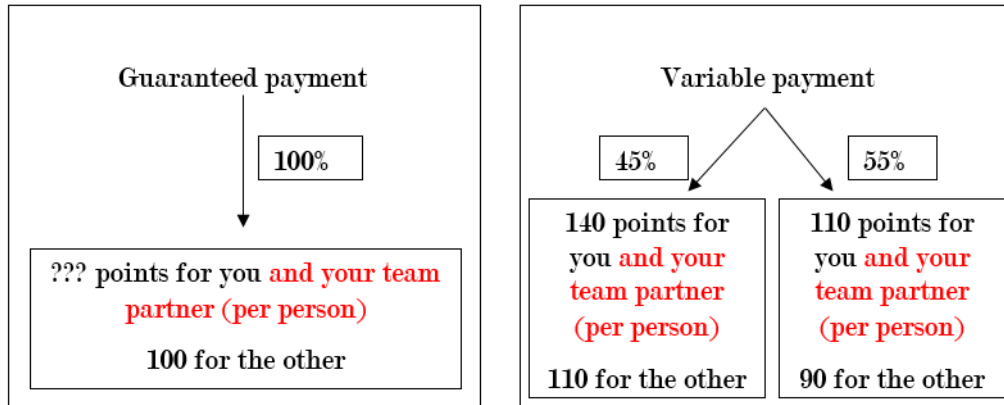 Guaranteed payment
100%
??? points for you and your team
partner (per person)
100 for the other
Variable payment
45%
55%
140 points for
you and your
team partner
(per person)
110 for the other
110 points for
you and your
team partner
(per person)
90 for the other